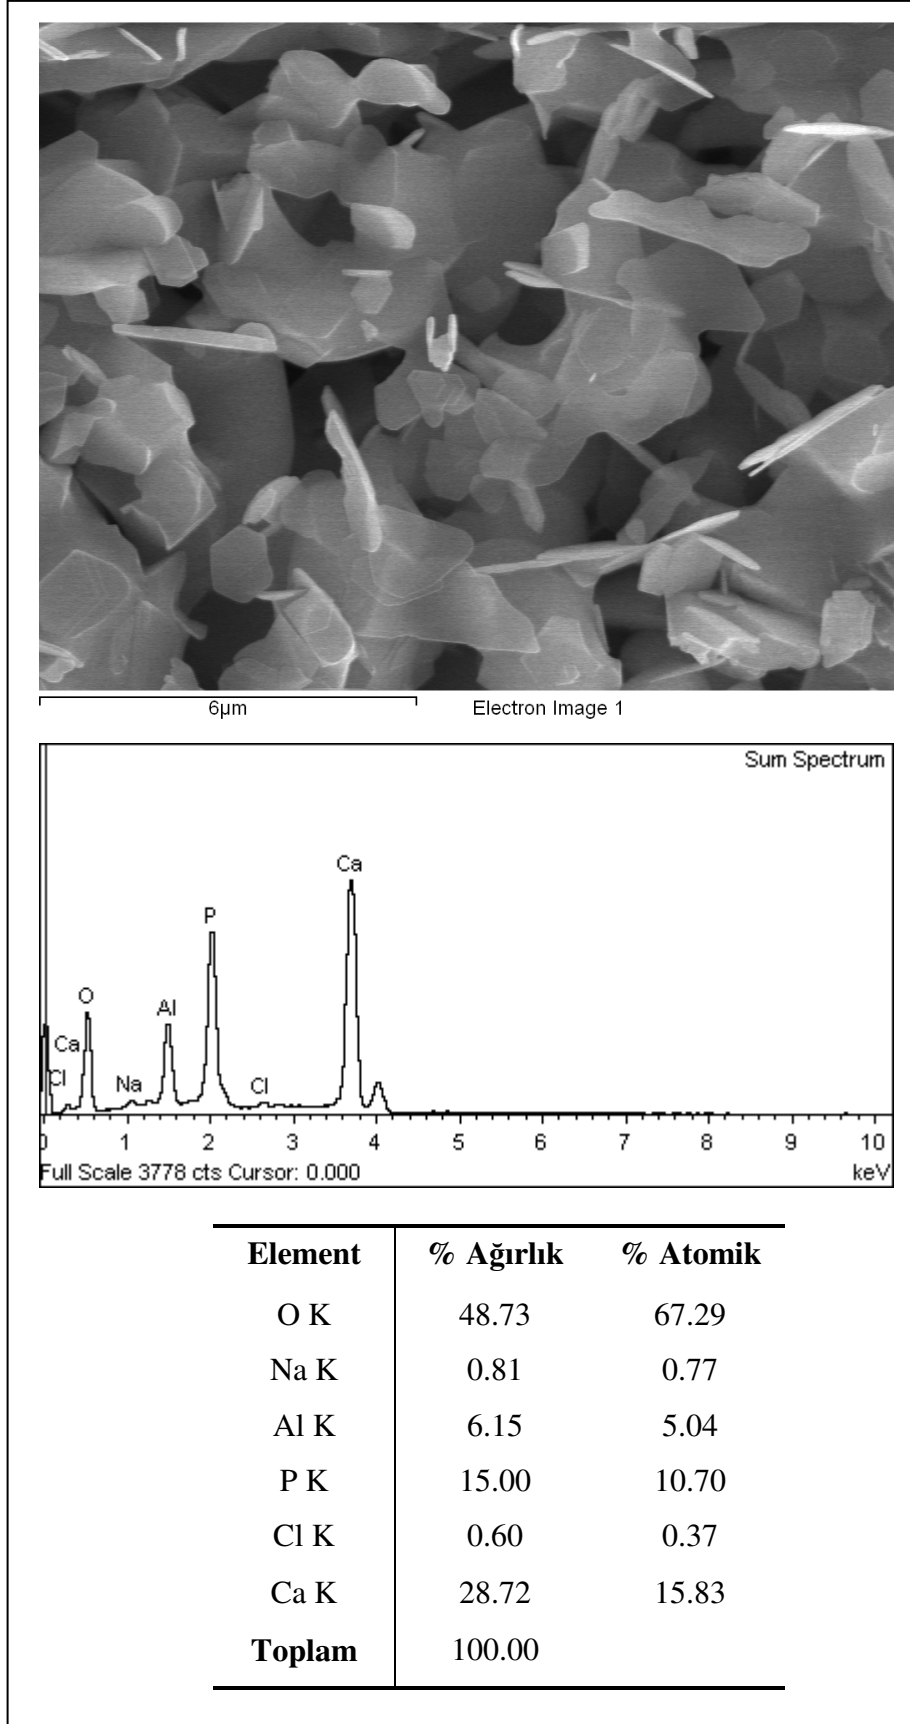 6µm Electron Image 1
Sum Spectrum
Ca
P
O
Al
Ca
Cl
Na
Cl
0 1 2 3 4 5 6 7 8 9 10
Full Scale 3778 cts Cursor: 0.000 keV
Element % Ağırlık % Atomik
O K 48.73 67.29
Na K 0.81 0.77
Al K 6.15 5.04
P K 15.00 10.70
Cl K 0.60 0.37
Ca K 28.72 15.83
Toplam 100.00